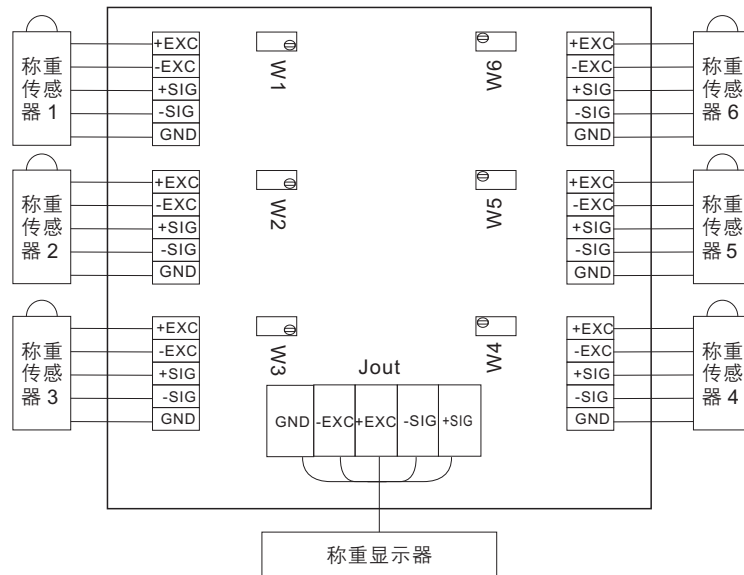 称重
传感
器 1
+EXC
-EXC
+SIG
-SIG
GND
W1
W6
+EXC
-EXC
+SIG
-SIG
GND
称重
传感
器 6
称重
传感
器 2
+EXC
-EXC
+SIG
-SIG
GND
W2
W5
+EXC
-EXC
+SIG
-SIG
GND
称重
传感
器 5
称重
传感
器 3
+EXC
-EXC
+SIG
-SIG
GND
W3
W4
+EXC
-EXC
+SIG
-SIG
GND
称重
传感
器 4
Jout
GND -EXC +EXC -SIG +SIG
称重显示器